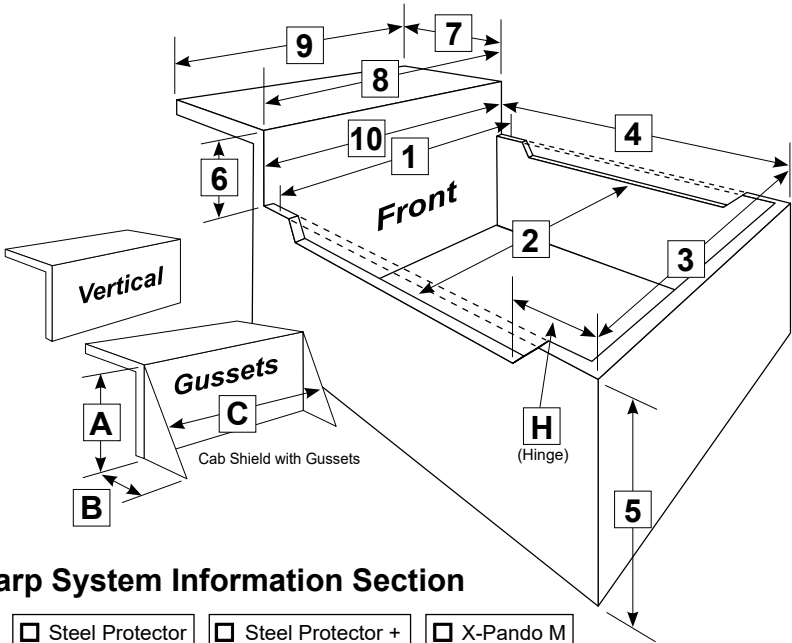 9
7
8
10
4
1
6
Front
2
3
Vertical
Gussets
A
C
H
(Hinge)
Cab Shield with Gussets
B
5
arp System Information Section
Steel Protector
Steel Protector +
X-Pando M